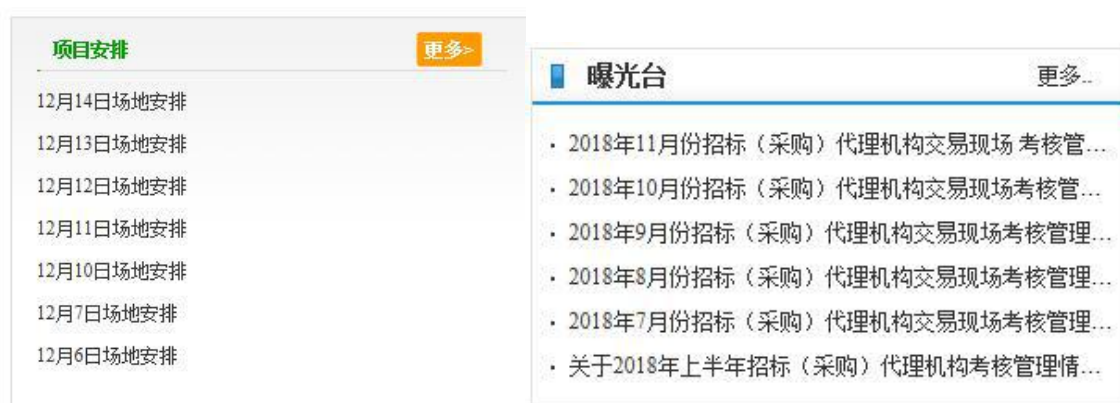 项目安排
更多>
12月14日场地安排
12月13日场地安排
12月12日场地安排
12月11日场地安排
12月10日场地安排
12月7日场地安排
12月6日场地安排
曝光台
更多..
2018年11月份招标（采购）代理机构交易现场 考核管...
2018年10月份招标（采购）代理机构交易现场考核管...
2018年9月份招标（采购）代理机构交易现场考核管理...
2018年8月份招标（采购）代理机构交易现场考核管理...
2018年7月份招标（采购）代理机构交易现场考核管理...
关于2018年上半年招标（采购）代理机构考核管理情...